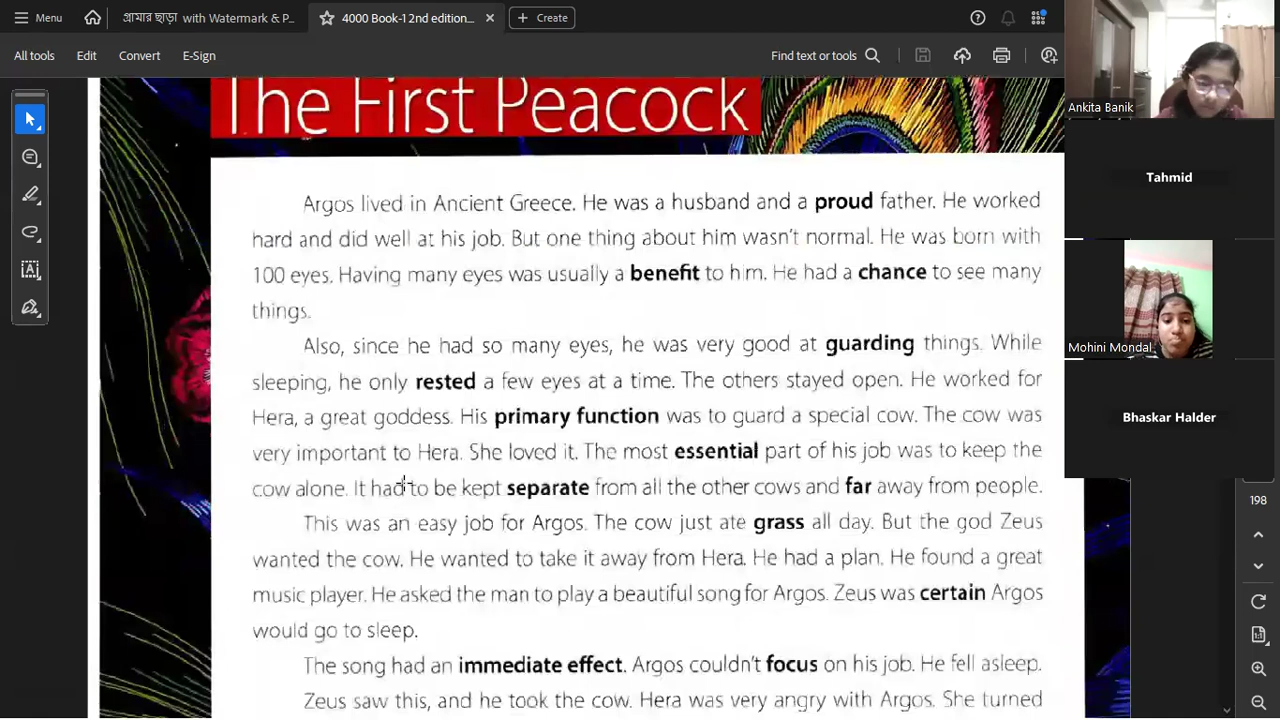 Menu
গ্রামার ছাড়া with Watermark & P...
4000 Book-1 2nd edition...
Create
All tools
Edit
Convert
E-Sign
Find text or tools
Ankita Banik
Tahmid
Mohini Mondal
Bhaskar Halder
198
The First Peacock
Argos lived in Ancient Greece. He was a husband and a proud father. He worked
hard and did well at his job. But one thing about him wasn't normal. He was born with
100 eyes. Having many eyes was usually a benefit to him. He had a chance to see many
things.
Also, since he had so many eyes, he was very good at guarding things. While
sleeping, he only rested a few eyes at a time. The others stayed open. He worked for
Hera, a great goddess. His primary function was to guard a special cow. The cow was
very important to Hera. She loved it. The most essential part of his job was to keep the
cow alone. It had to be kept separate from all the other cows and far away from people.
This was an easy job for Argos. The cow just ate grass all day. But the god Zeus
wanted the cow. He wanted to take it away from Hera. He had a plan. He found a great
music player. He asked the man to play a beautiful song for Argos. Zeus was certain Argos
would go to sleep.
The song had an immediate effect. Argos couldn't focus on his job. He fell asleep.
Zeus saw this, and he took the cow. Hera was very angry with Argos. She turned